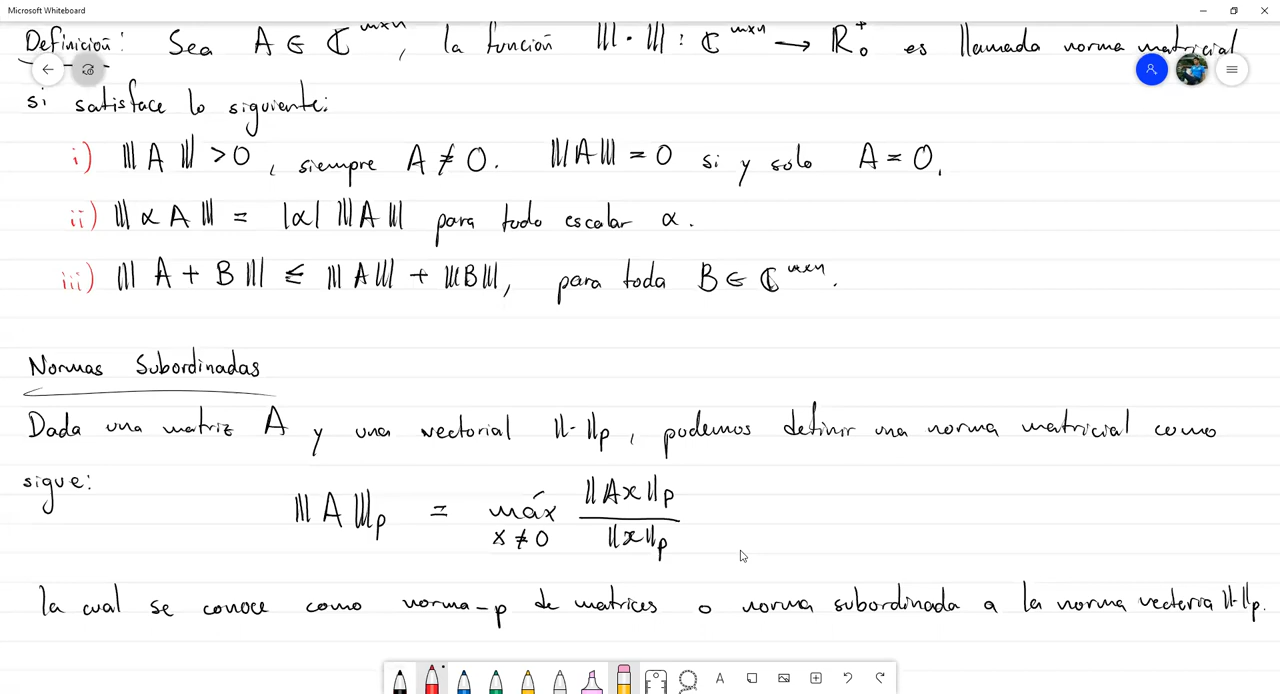 Microsoft Whiteboard
Definición: Sea A ∈ ℂ^{m×n}, la función |||·||| : ℂ^{m×n} → ℝ₀⁺ es llamada norma matricial
si satisface lo siguiente:
i) |||A||| > 0, siempre A ≠ 0. |||A||| = 0 si y solo A = 0.
ii) |||αA||| = |α| |||A||| para todo escalar α.
iii) |||A + B||| ≤ |||A||| + |||B|||, para toda B ∈ ℂ^{m×n}.
Normas Subordinadas
Dada una matriz A y una vectorial ||·||p, podemos definir una norma matricial como
sigue:
|||A|||p = máx x≠0 ||Ax||p / ||x||p
la cual se conoce como norma-p de matrices o norma subordinada a la norma vectorial ||·||p.
A